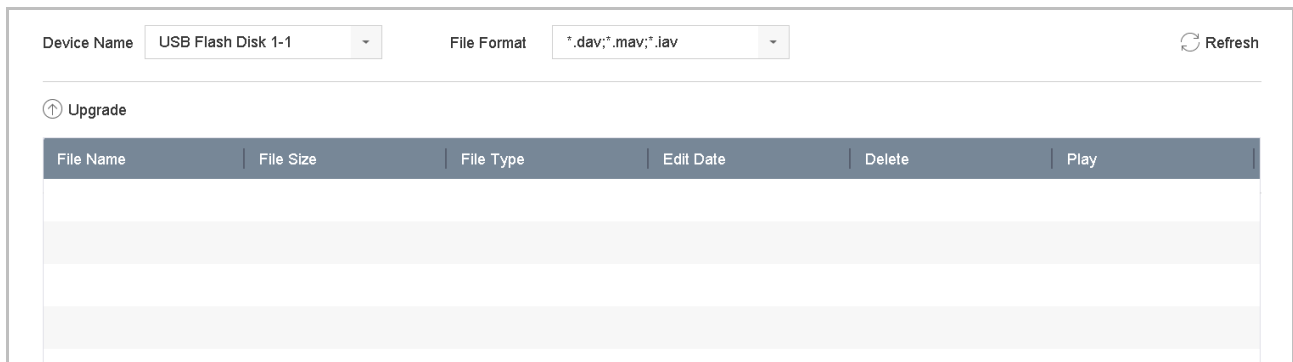 Device Name USB Flash Disk 1-1 File Format *.dav;*.mav;*.iav Refresh
Upgrade
File Name File Size File Type Edit Date Delete Play